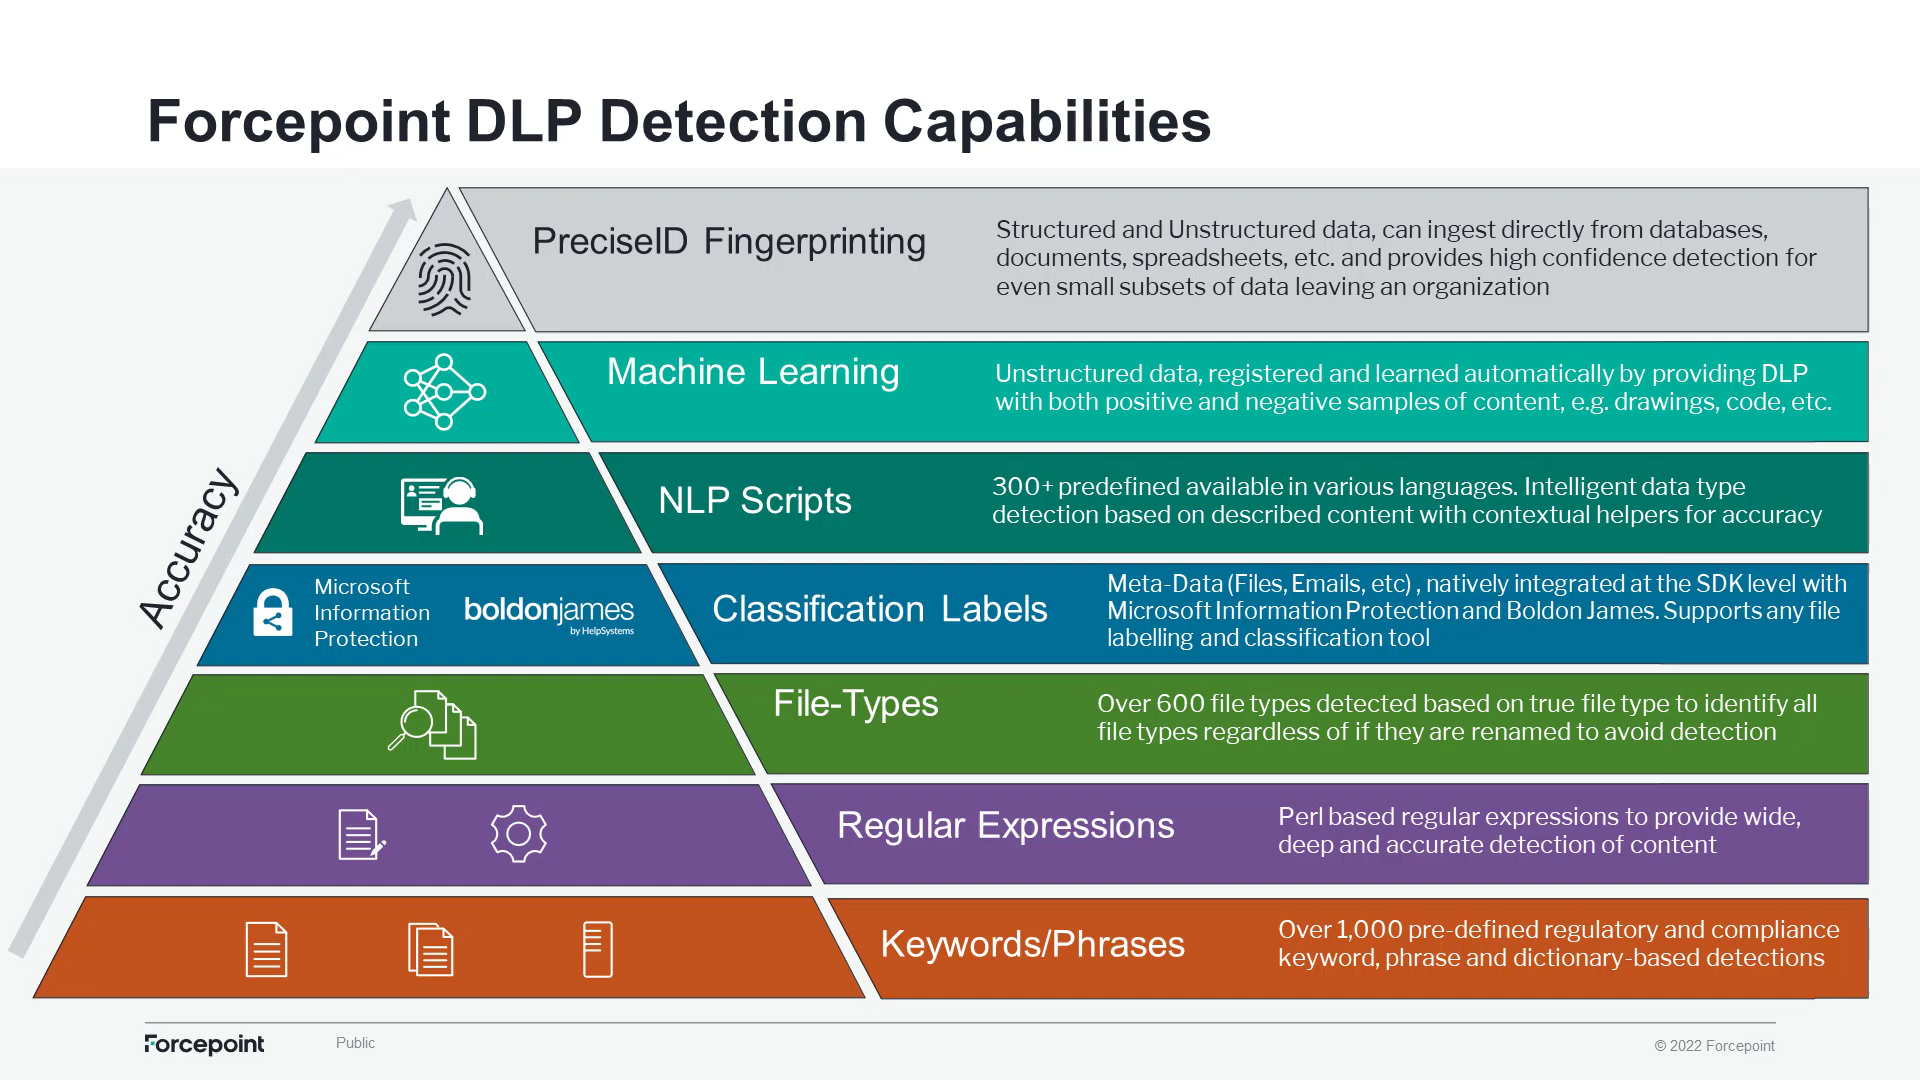 Forcepoint DLP Detection Capabilities
Accuracy
PreciseID Fingerprinting
Structured and Unstructured data, can ingest directly from databases,
documents, spreadsheets, etc. and provides high confidence detection for
even small subsets of data leaving an organization
Machine Learning
Unstructured data, registered and learned automatically by providing DLP
with both positive and negative samples of content, e.g. drawings, code, etc.
NLP Scripts
300+ predefined available in various languages. Intelligent data type
detection based on described content with contextual helpers for accuracy
Microsoft
Information
Protection
boldonjames
by HelpSystems
Classification Labels
Meta-Data (Files, Emails, etc) , natively integrated at the SDK level with
Microsoft Information Protection and Boldon James. Supports any file
labelling and classification tool
File-Types
Over 600 file types detected based on true file type to identify all
file types regardless of if they are renamed to avoid detection
Regular Expressions
Perl based regular expressions to provide wide,
deep and accurate detection of content
Keywords/Phrases
Over 1,000 pre-defined regulatory and compliance
keyword, phrase and dictionary-based detections
Forcepoint
Public
© 2022 Forcepoint